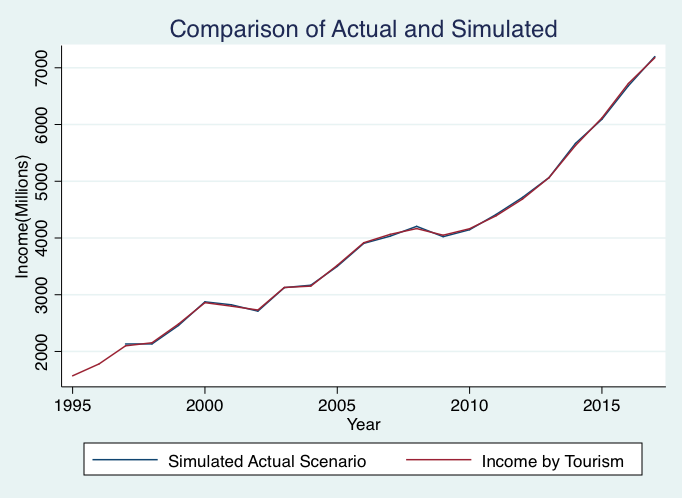 Comparison of Actual and Simulated
Income(Millions)
7000
6000
5000
4000
3000
2000
1995 2000 2005 2010 2015
Year
Simulated Actual Scenario Income by Tourism